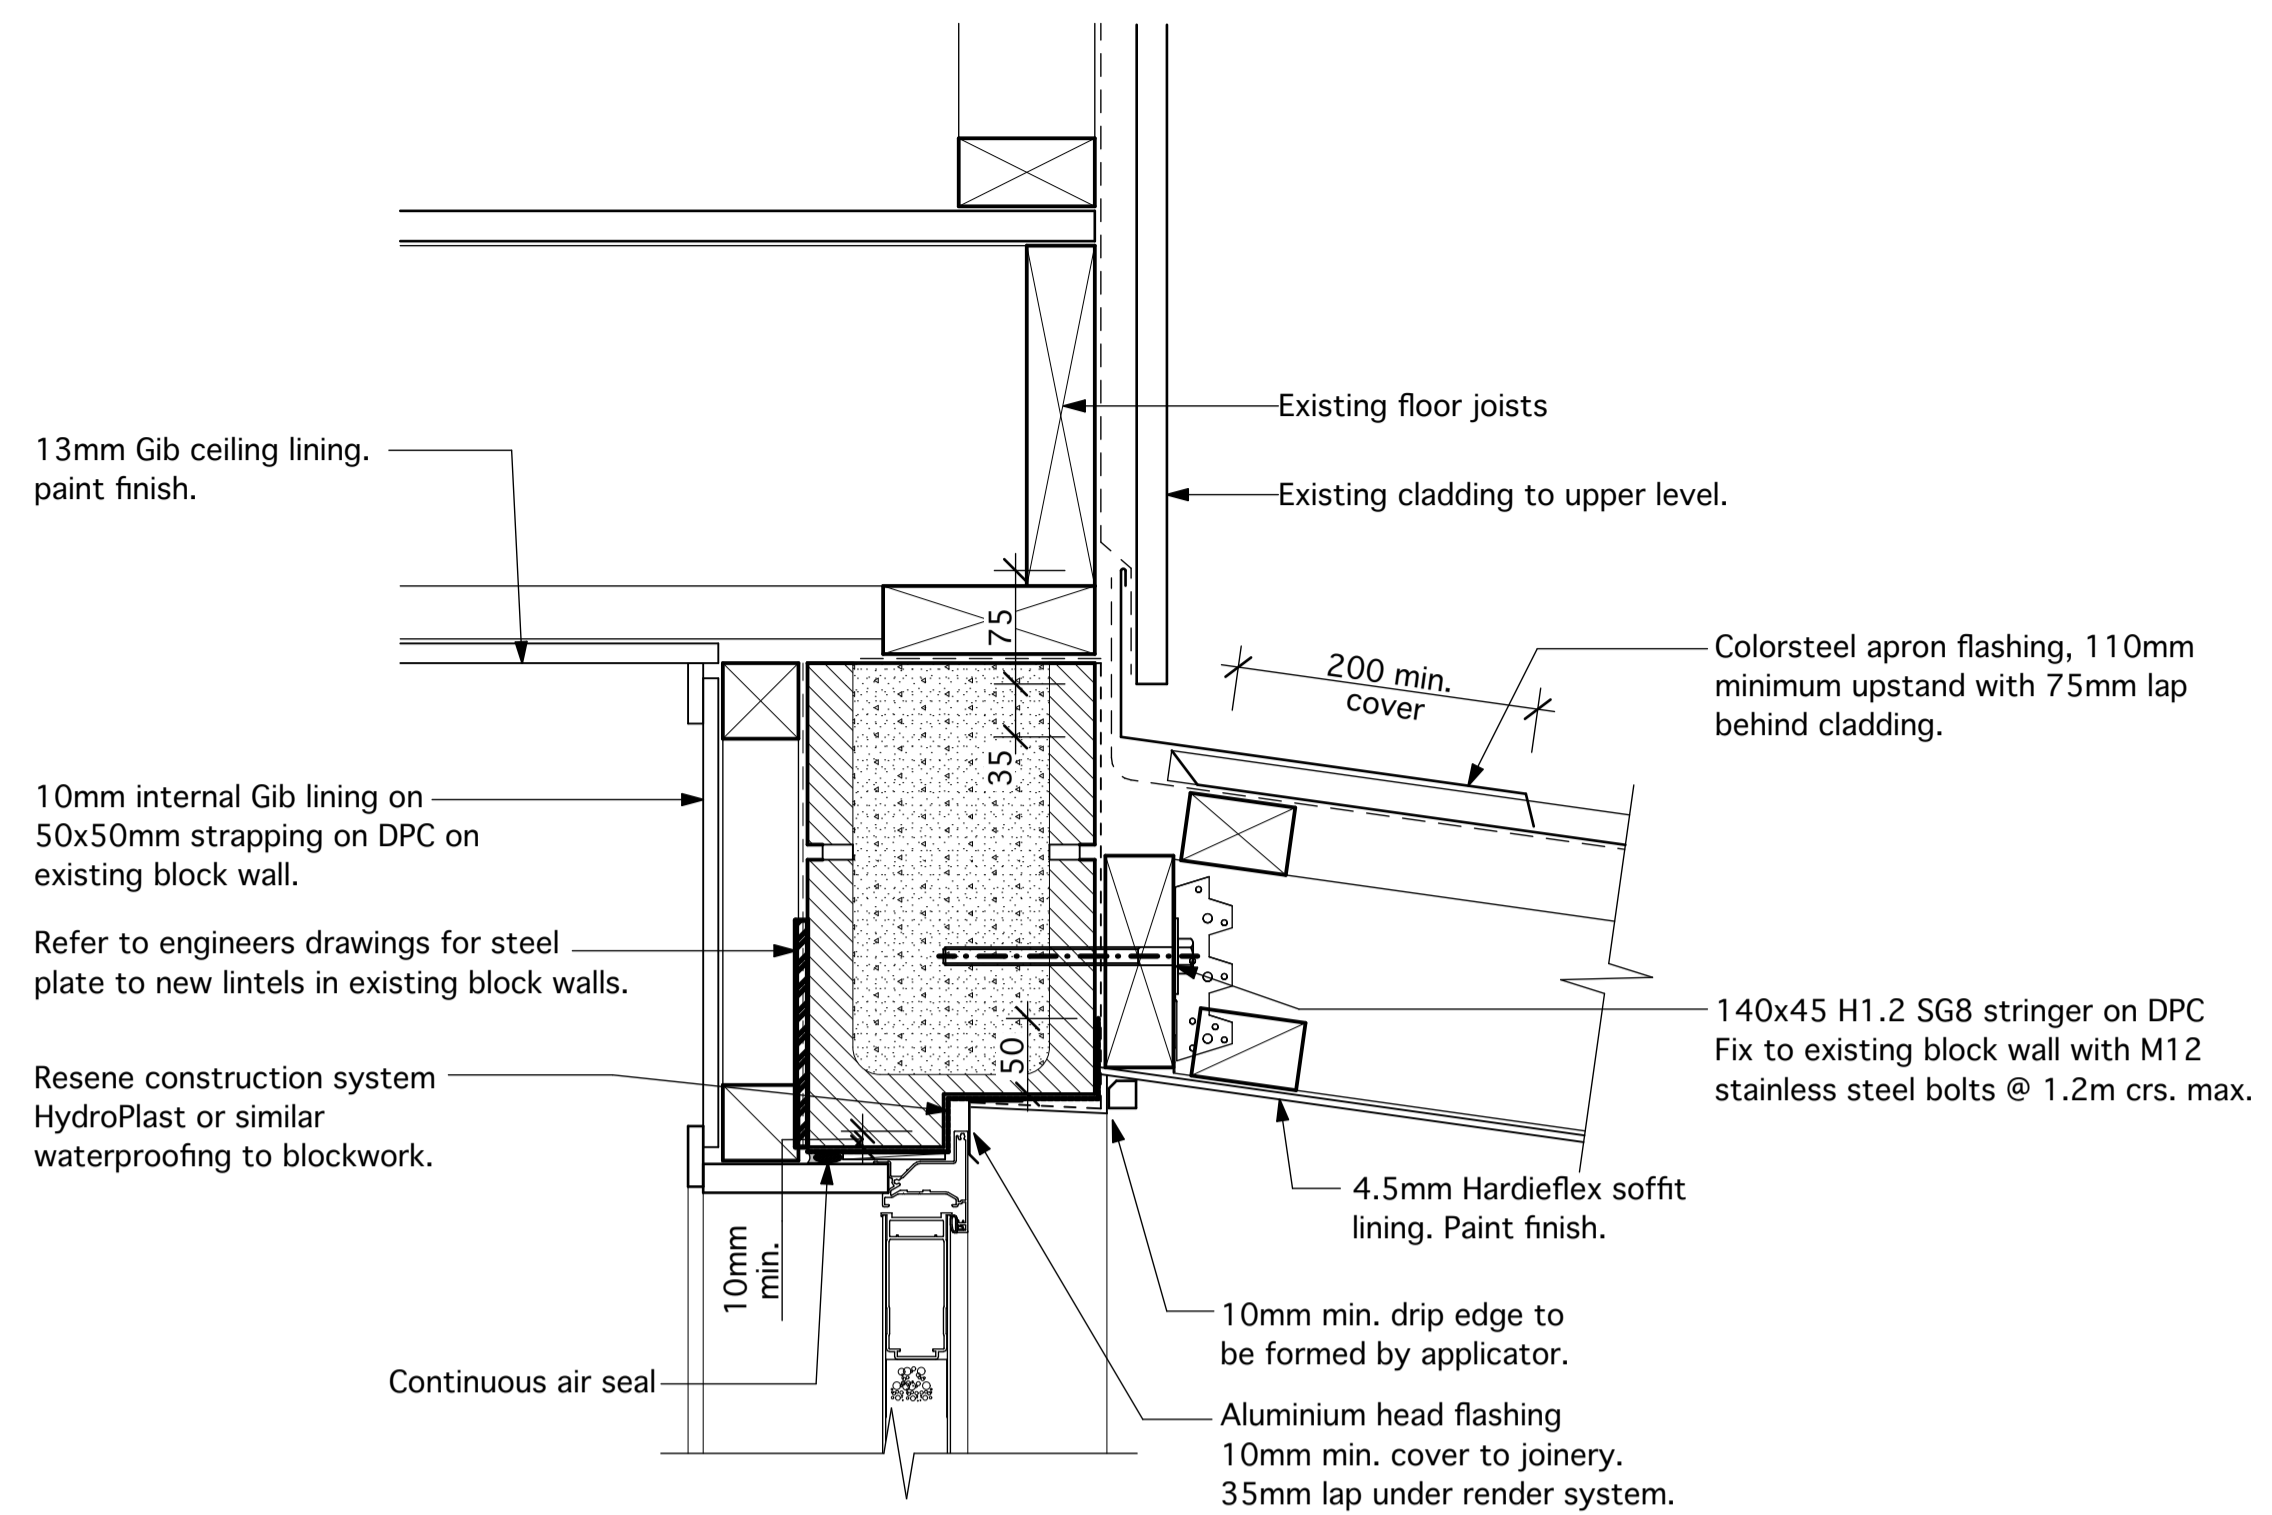 Existing floor joists
13mm Gib ceiling lining.
paint finish.
Existing cladding to upper level.
75
Colorsteel apron flashing, 110mm
minimum upstand with 75mm lap
behind cladding.
200 min.
cover
35
10mm internal Gib lining on
50x50mm strapping on DPC on
existing block wall.
Refer to engineers drawings for steel
plate to new lintels in existing block walls.
140x45 H1.2 SG8 stringer on DPC
Fix to existing block wall with M12
stainless steel bolts @ 1.2m crs. max.
50
Resene construction system
HydroPlast or similar
waterproofing to blockwork.
4.5mm Hardieflex soffit
lining. Paint finish.
10mm
min.
10mm min. drip edge to
be formed by applicator.
Continuous air seal
Aluminium head flashing
10mm min. cover to joinery.
35mm lap under render system.